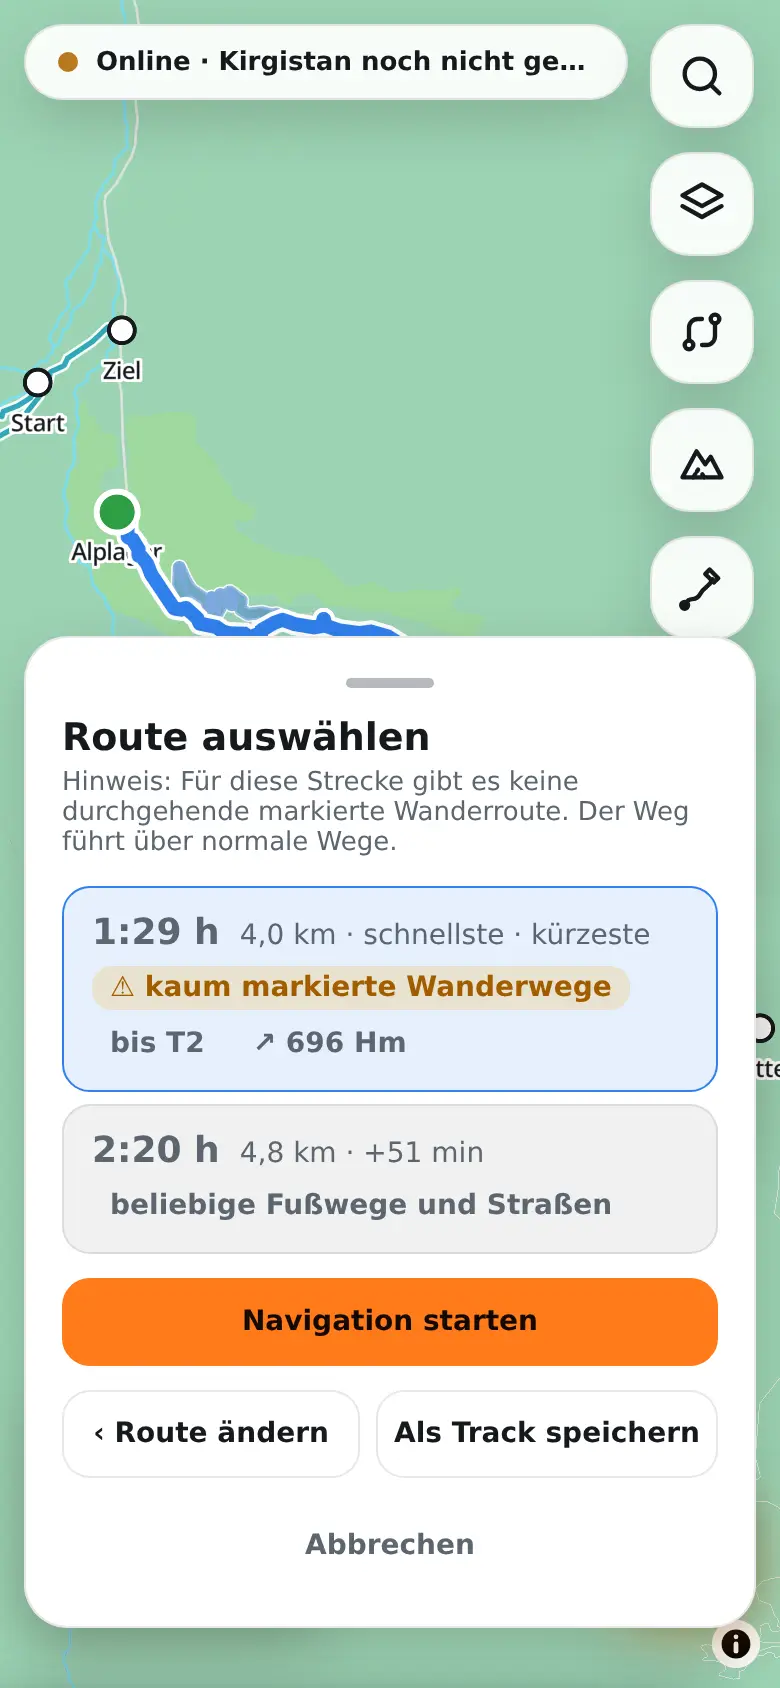 Online · Kirgistan noch nicht ge…
Ziel
Start
Route auswählen
Hinweis: Für diese Strecke gibt es keine
durchgehende markierte Wanderroute. Der Weg
führt über normale Wege.
1:29 h 4,0 km · schnellste · kürzeste
⚠ kaum markierte Wanderwege
bis T2 ↗ 696 Hm
2:20 h 4,8 km · +51 min
beliebige Fußwege und Straßen
Navigation starten
‹ Route ändern
Als Track speichern
Abbrechen